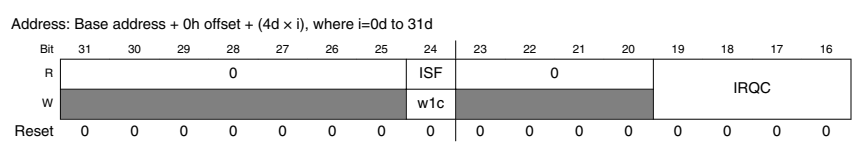 Address: Base address + 0h offset + (4d × i), where i=0d to 31d
Bit 31 30 29 28 27 26 25 24 23 22 21 20 19 18 17 16
R 0 ISF 0 IRQC
W w1c
Reset 0 0 0 0 0 0 0 0 0 0 0 0 0 0 0 0